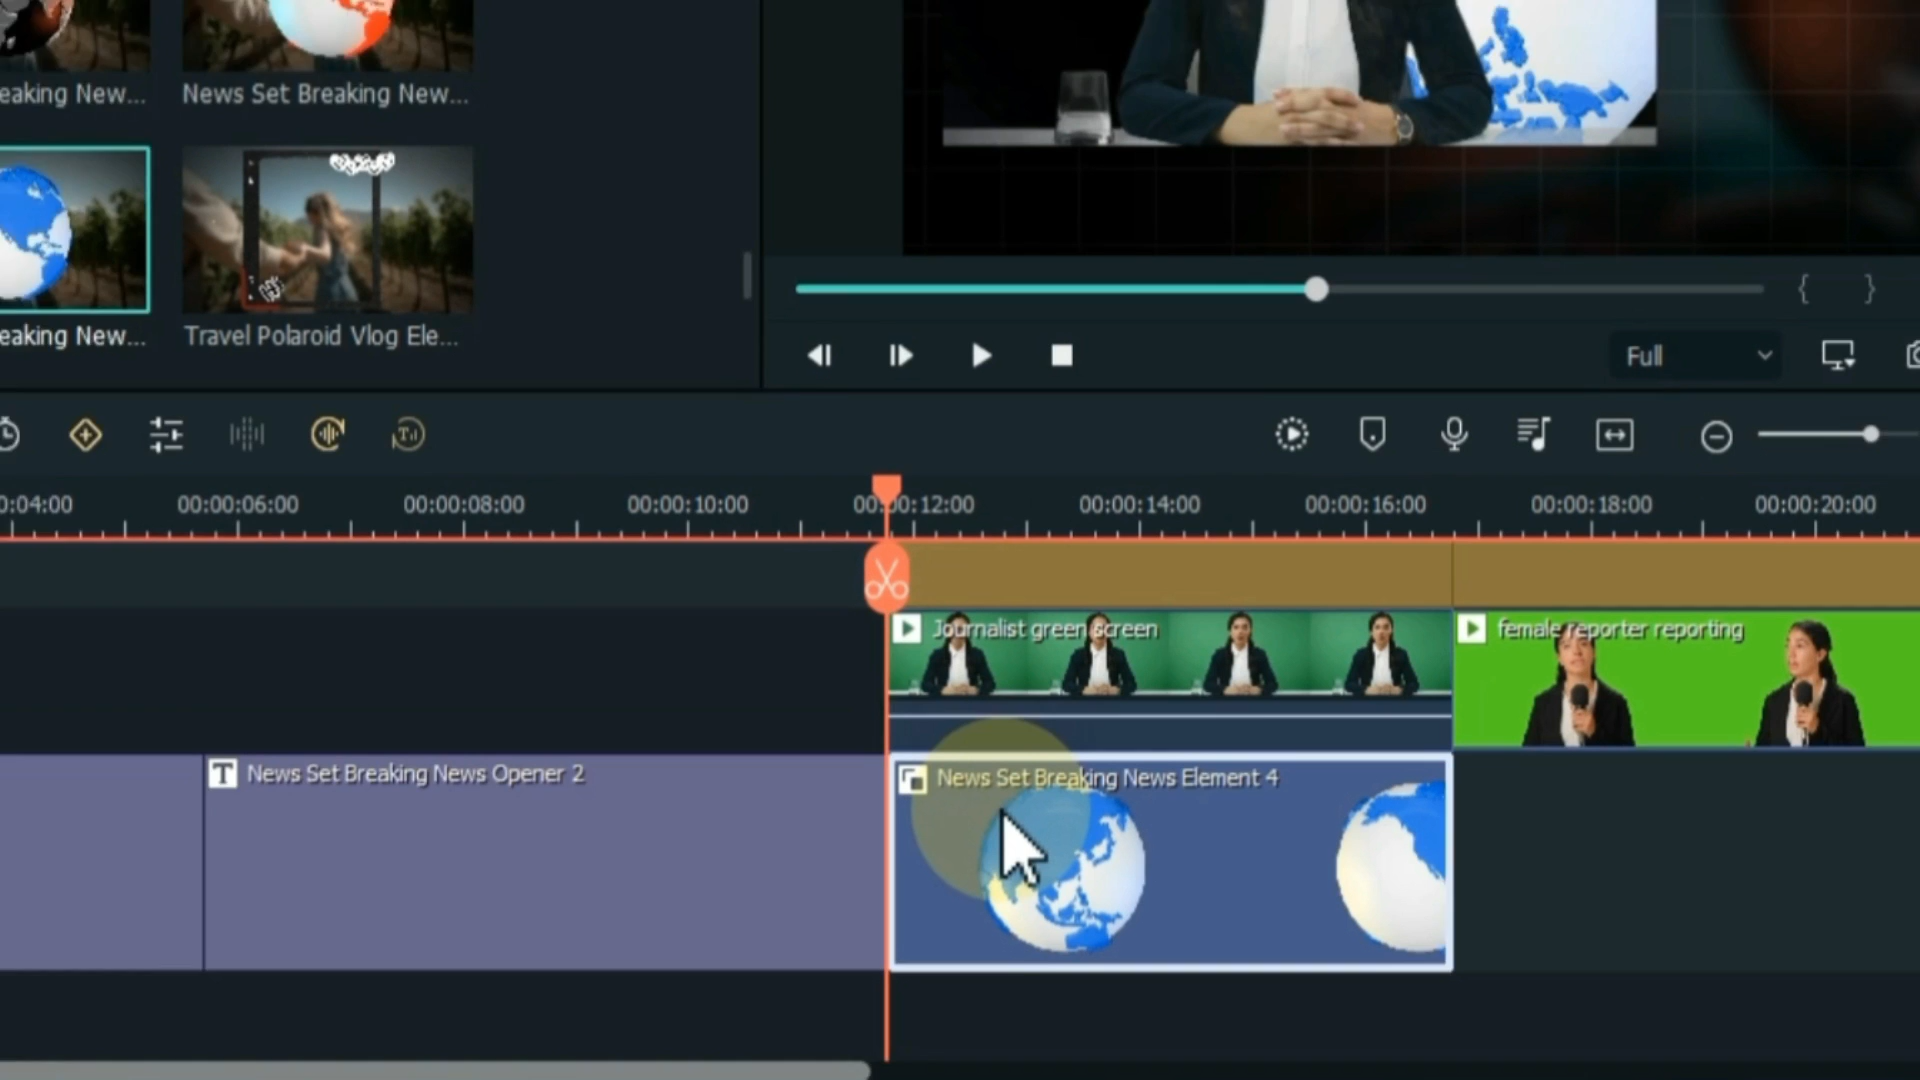 eaking New...
News Set Breaking New...
eaking New...
Travel Polaroid Vlog Ele...
Full
0:04:00
00:00:06:00
00:00:08:00
00:00:10:00
00:00:12:00
00:00:14:00
00:00:16:00
00:00:18:00
00:00:20:00
Journalist green screen
female reporter reporting
News Set Breaking News Opener 2
News Set Breaking News Element 4